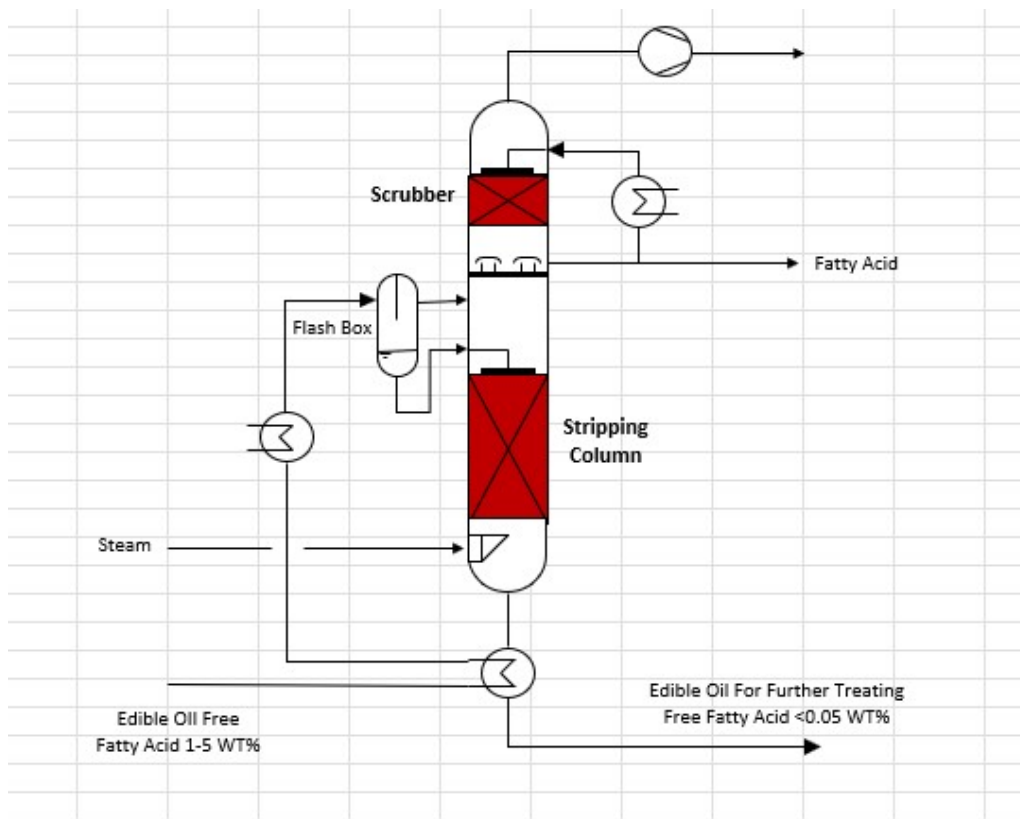 Scrubber
Fatty Acid
Flash Box
Stripping
Column
Steam
Edible OIl Free
Fatty Acid 1-5 WT%
Edible Oil For Further Treating
Free Fatty Acid <0.05 WT%